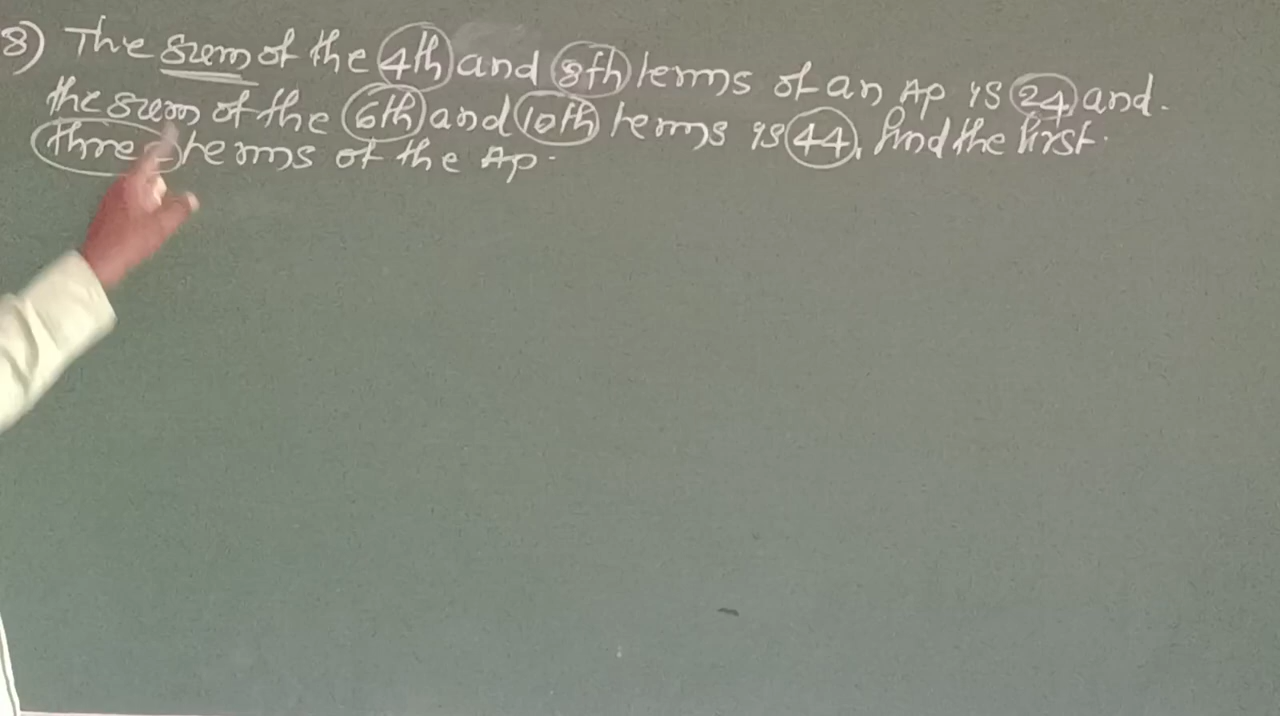 8) The sum of the 4th and 8th terms of an AP is 24 and.
the sum of the 6th and 10th terms is 44. find the first.
three terms of the Ap.